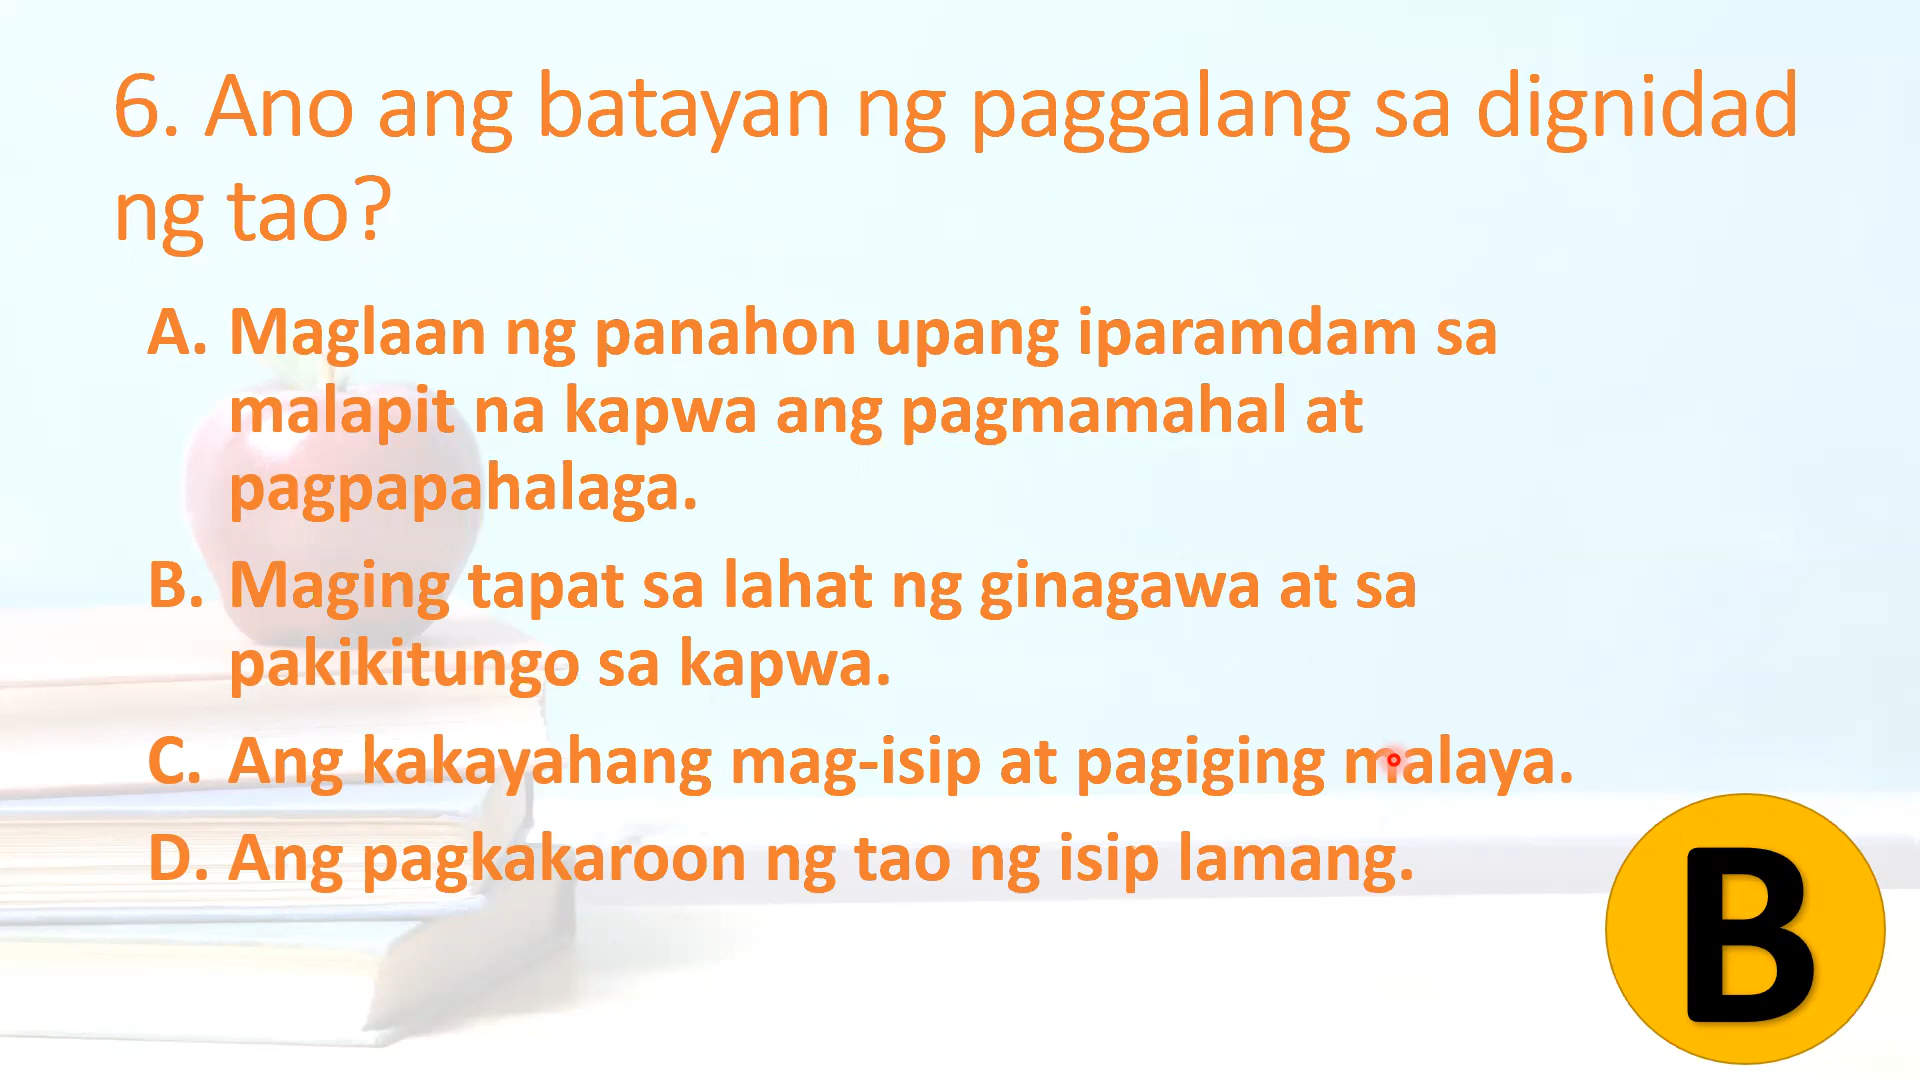 6. Ano ang batayan ng paggalang sa dignidad
ng tao?
A. Maglaan ng panahon upang iparamdam sa
malapit na kapwa ang pagmamahal at
pagpapahalaga.
B. Maging tapat sa lahat ng ginagawa at sa
pakikitungo sa kapwa.
C. Ang kakayahang mag-isip at pagiging malaya.
D. Ang pagkakaroon ng tao ng isip lamang.
B